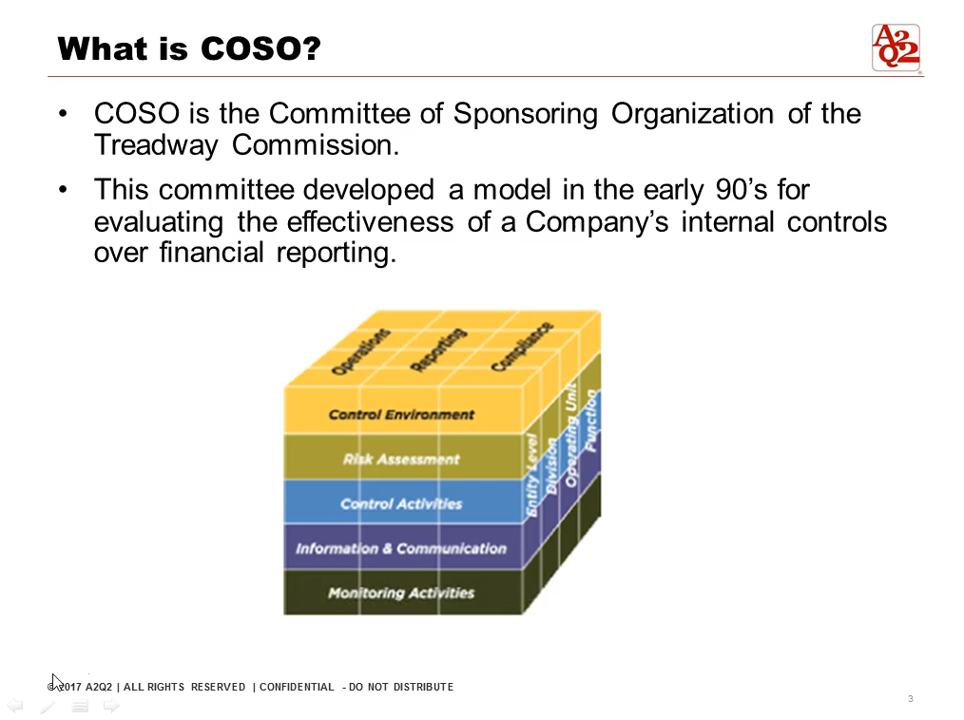 What is COSO?
A2Q2
• COSO is the Committee of Sponsoring Organization of the
Treadway Commission.
• This committee developed a model in the early 90’s for
evaluating the effectiveness of a Company’s internal controls
over financial reporting.
Operations
Reporting
Compliance
Control Environment
Risk Assessment
Control Activities
Information & Communication
Monitoring Activities
Entity Level
Division
Operating Unit
Function
© 2017 A2Q2 | ALL RIGHTS RESERVED | CONFIDENTIAL - DO NOT DISTRIBUTE
3